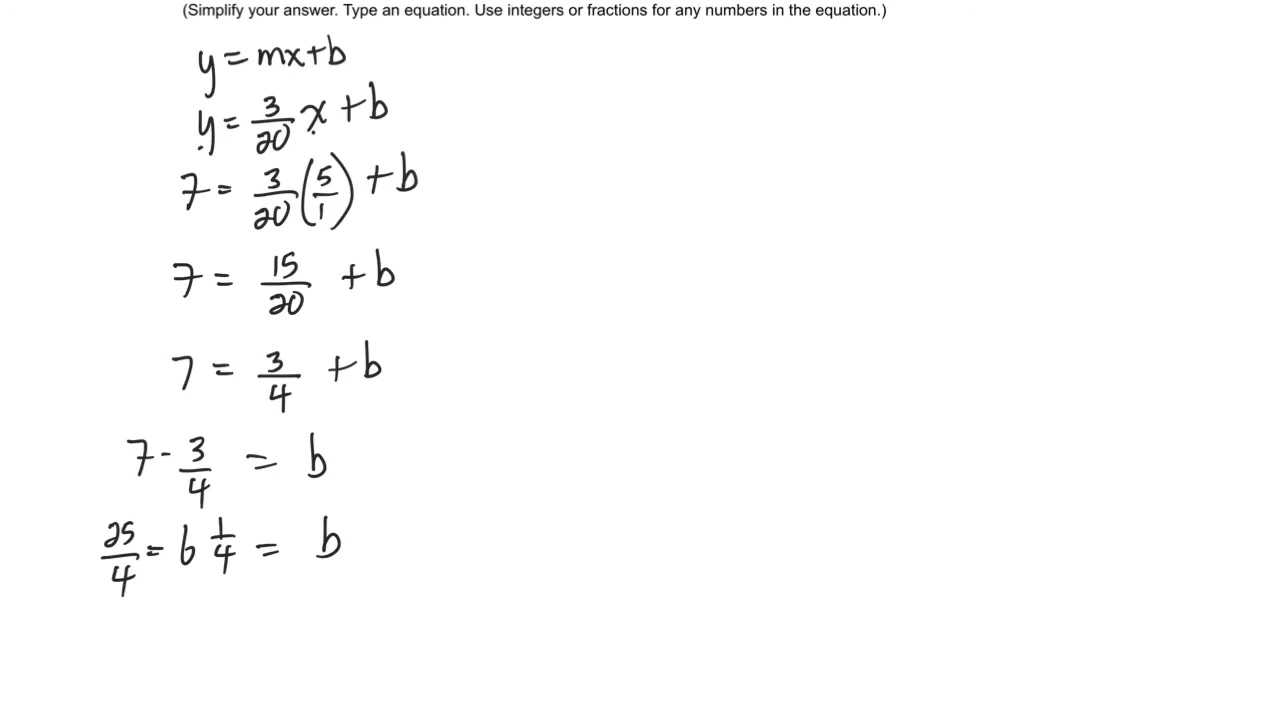 (Simplify your answer. Type an equation. Use integers or fractions for any numbers in the equation.)
y = mx+b
y = 3/20 x + b
7 = 3/20 (5/1) + b
7 = 15/20 + b
7 = 3/4 + b
7 - 3/4 = b
25/4 = 6 1/4 = b